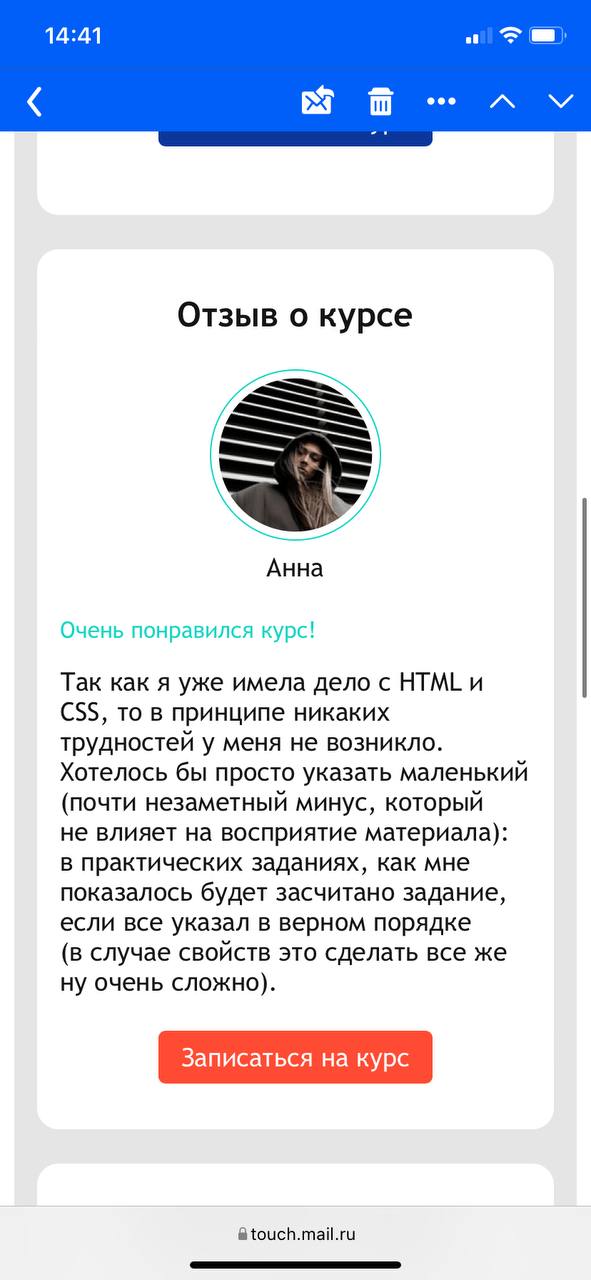 14:41
Отзыв о курсе
Анна
Очень понравился курс!
Так как я уже имела дело с HTML и
CSS, то в принципе никаких
трудностей у меня не возникло.
Хотелось бы просто указать маленький
(почти незаметный минус, который
не влияет на восприятие материала):
в практических заданиях, как мне
показалось будет засчитано задание,
если все указал в верном порядке
(в случае свойств это сделать все же
ну очень сложно).
Записаться на курс
touch.mail.ru